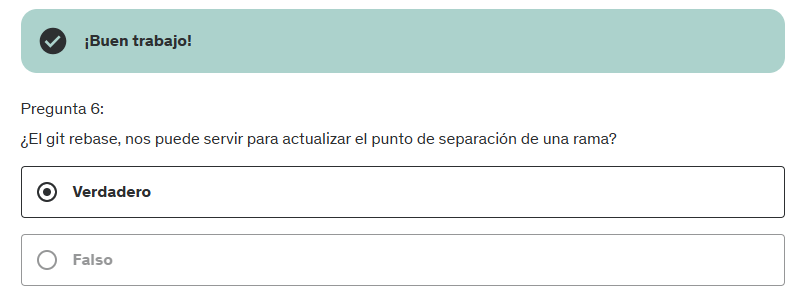 ¡Buen trabajo!
Pregunta 6:
¿El git rebase, nos puede servir para actualizar el punto de separación de una rama?
Verdadero
Falso